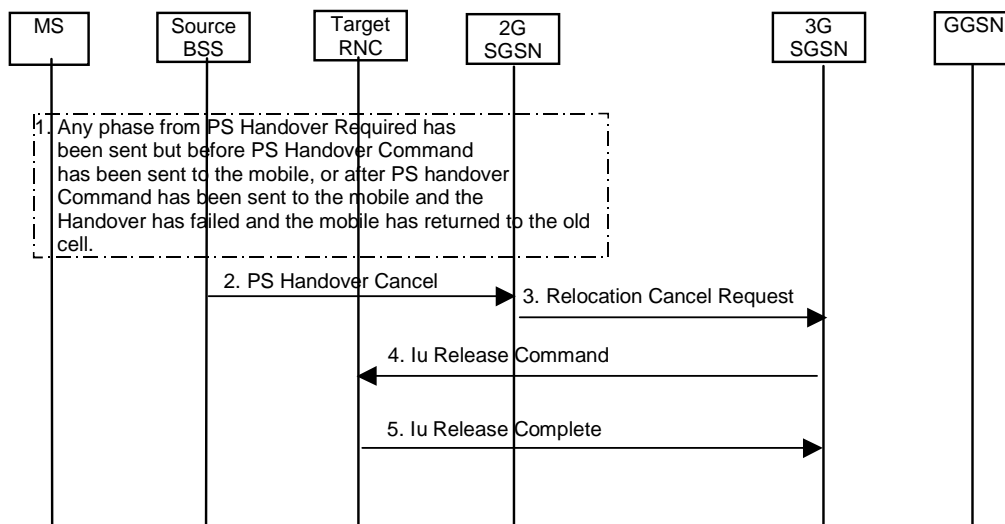 MS
Source
BSS
Target
RNC
2G
SGSN
3G
SGSN
GGSN
1. Any phase from PS Handover Required has
been sent but before PS Handover Command
has been sent to the mobile, or after PS handover
Command has been sent to the mobile and the
Handover has failed and the mobile has returned to the old
cell.
2. PS Handover Cancel
3. Relocation Cancel Request
4. Iu Release Command
5. Iu Release Complete